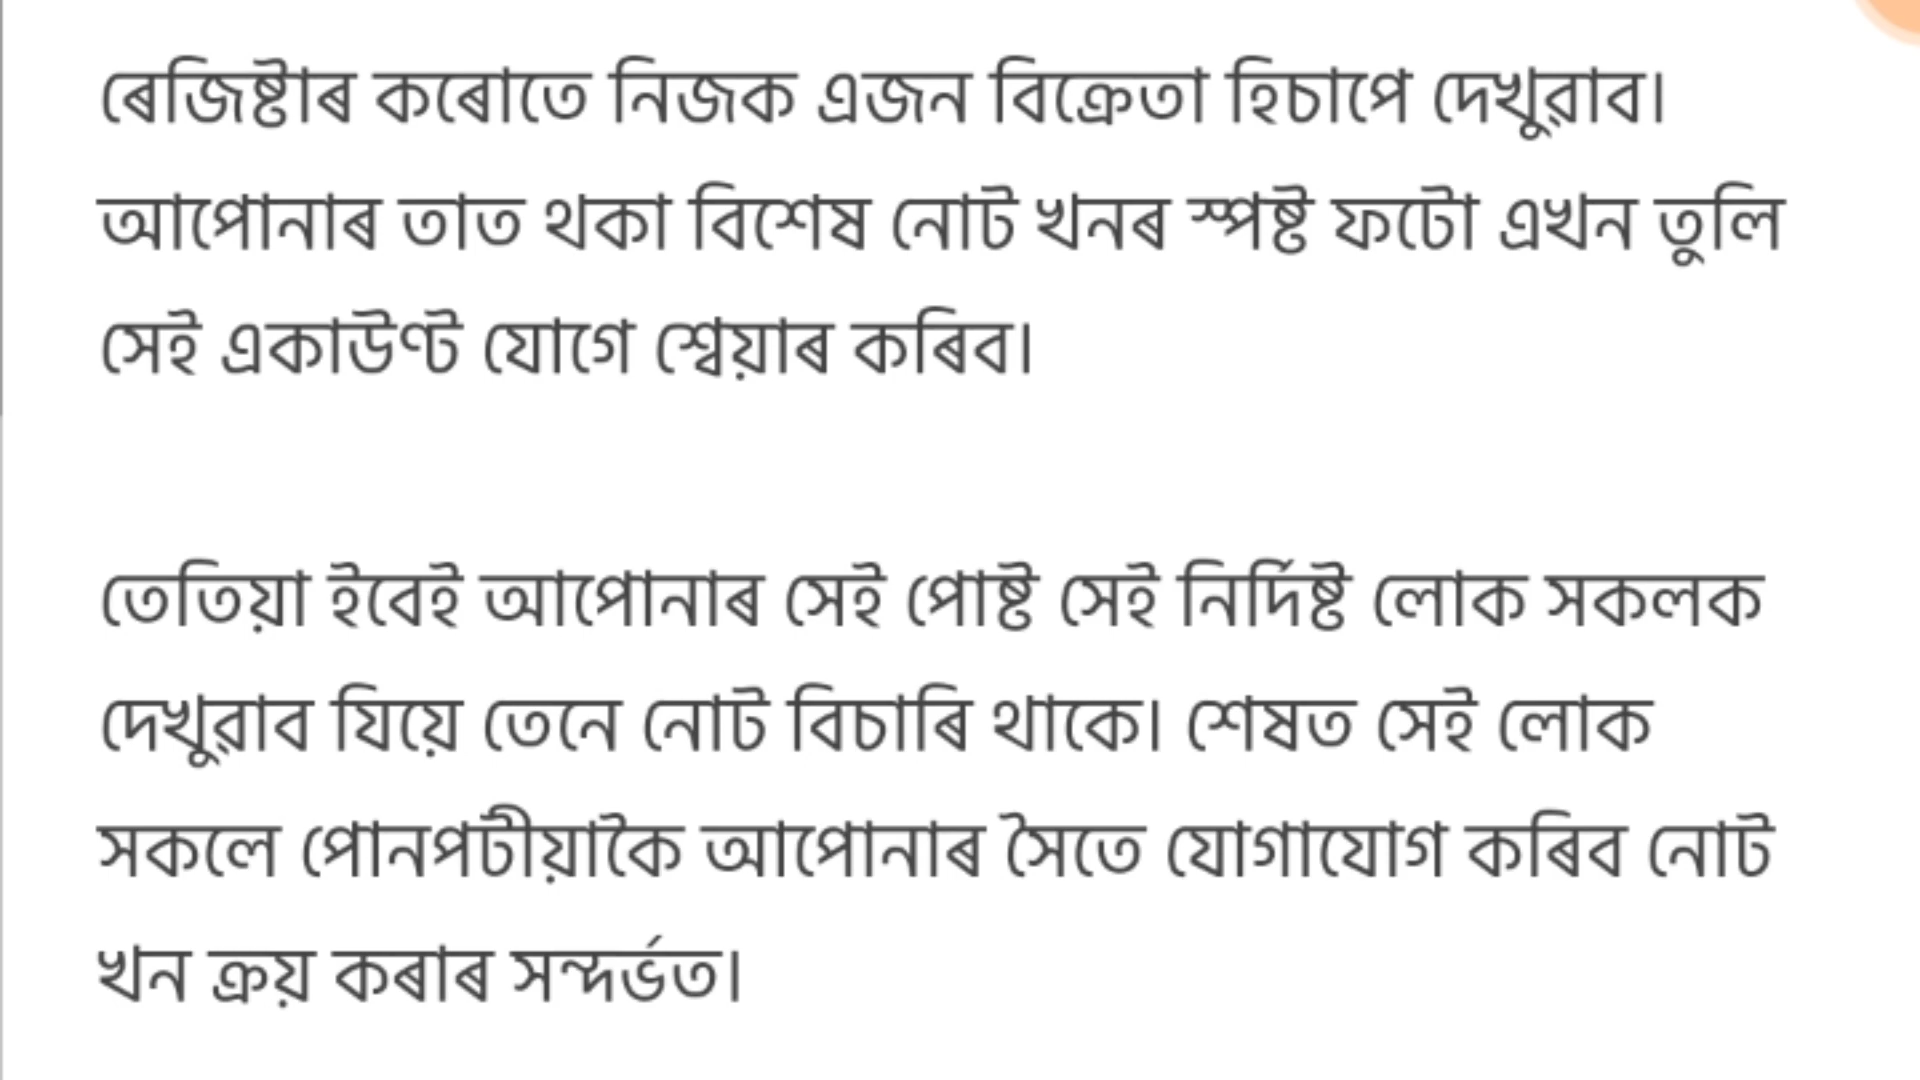 ৰেজিষ্টাৰ কৰোতে নিজক এজন বিক্ৰেতা হিচাপে দেখুৱাব।
আপোনাৰ তাত থকা বিশেষ নোট খনৰ স্পষ্ট ফটো এখন তুলি
সেই একাউণ্ট যোগে শ্বেয়াৰ কৰিব।
তেতিয়া ইবেই আপোনাৰ সেই পোষ্ট সেই নিৰ্দিষ্ট লোক সকলক
দেখুৱাব যিয়ে তেনে নোট বিচাৰি থাকে। শেষত সেই লোক
সকলে পোনপটীয়াকৈ আপোনাৰ সৈতে যোগাযোগ কৰিব নোট
খন ক্ৰয় কৰাৰ সন্দৰ্ভত।